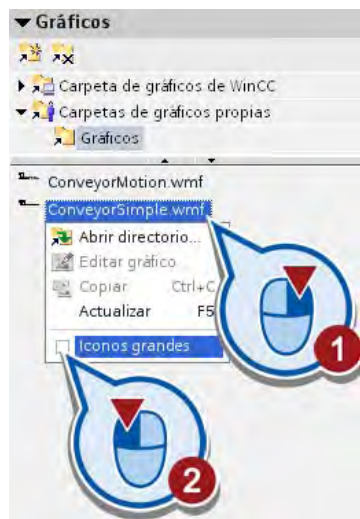 Gráficos
Carpeta de gráficos de WinCC
Carpetas de gráficos propias
Gráficos
ConveyorMotion.wmf
ConveyorSimple.wmf
Abrir directorio...
Editar gráfico
Copiar Ctrl+C
Actualizar F5
Iconos grandes
1
2